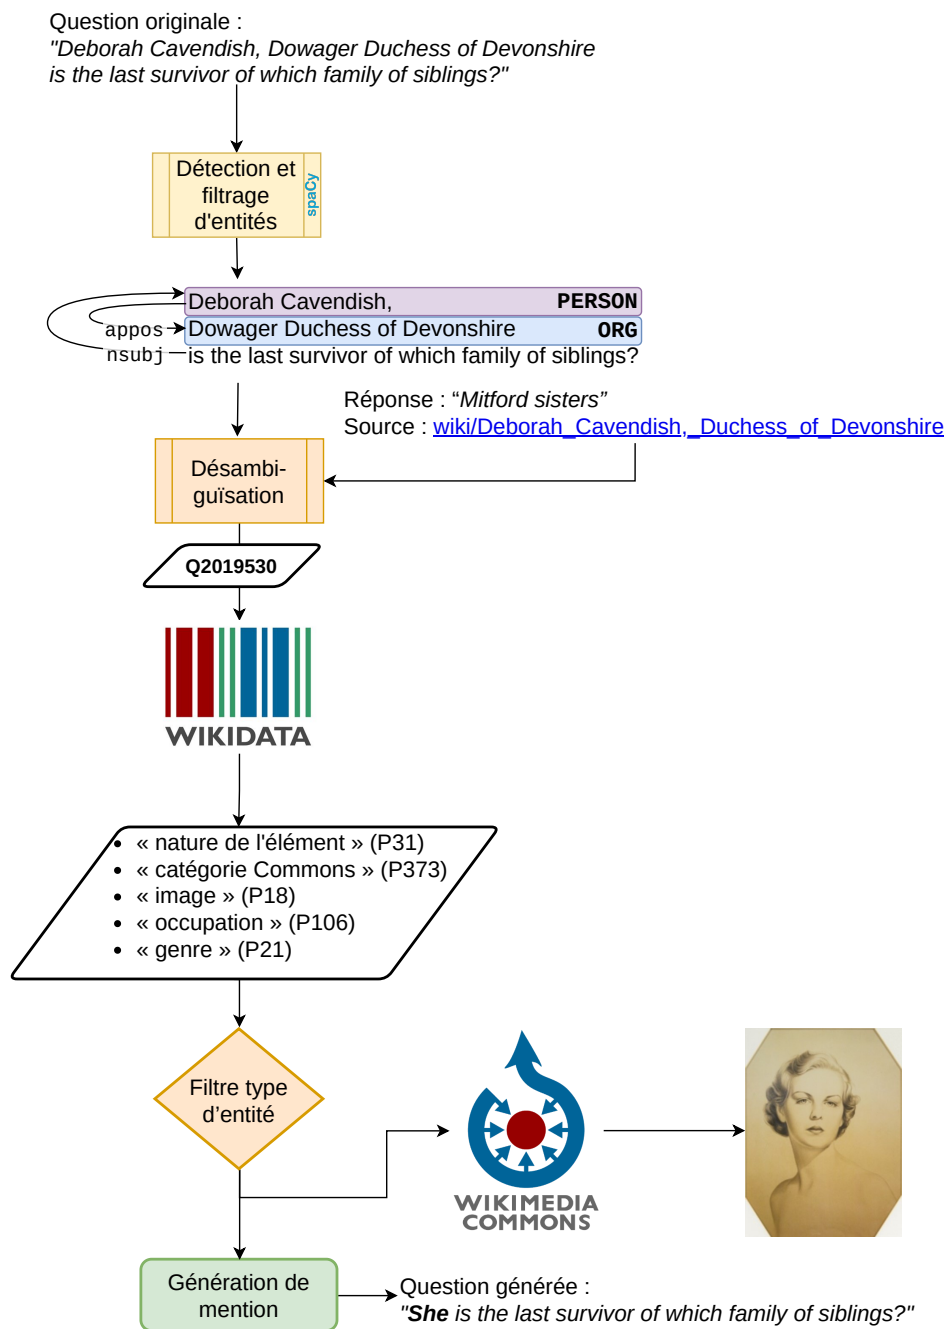 Question originale :
"Deborah Cavendish, Dowager Duchess of Devonshire
is the last survivor of which family of siblings?"
Détection et
filtrage
d'entités
spaCy
Deborah Cavendish, PERSON
appos Dowager Duchess of Devonshire ORG
nsubj is the last survivor of which family of siblings?
Réponse : “Mitford sisters”
Source : wiki/Deborah_Cavendish,_Duchess_of_Devonshire
Désambi-
guïsation
Q2019530
WIKIDATA
• « nature de l'élément » (P31)
• « catégorie Commons » (P373)
• « image » (P18)
• « occupation » (P106)
• « genre » (P21)
Filtre type
d’entité
WIKIMEDIA
COMMONS
Génération de
mention
Question générée :
"She is the last survivor of which family of siblings?"